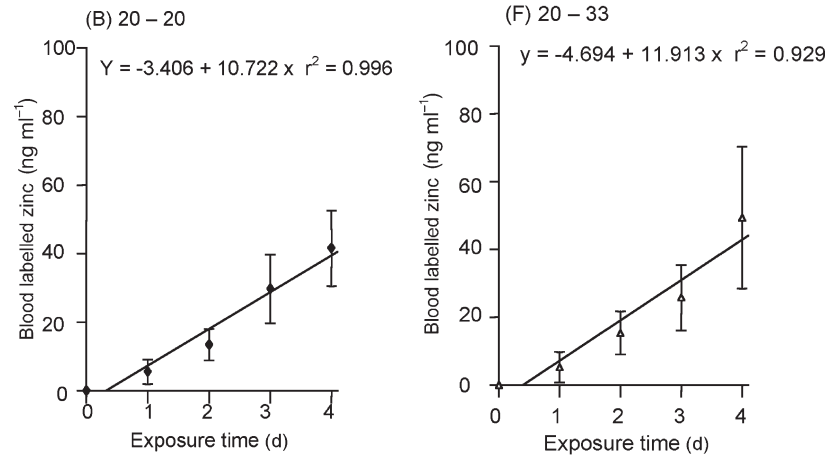 (B) 20 – 20
Y = -3.406 + 10.722 x r² = 0.996
100
80
60
40
20
0
Blood labelled zinc (ng ml⁻¹)
0 1 2 3 4
Exposure time (d)
(F) 20 – 33
y = -4.694 + 11.913 x r² = 0.929
100
80
60
40
20
0
Blood labelled zinc (ng ml⁻¹)
0 1 2 3 4
Exposure time (d)